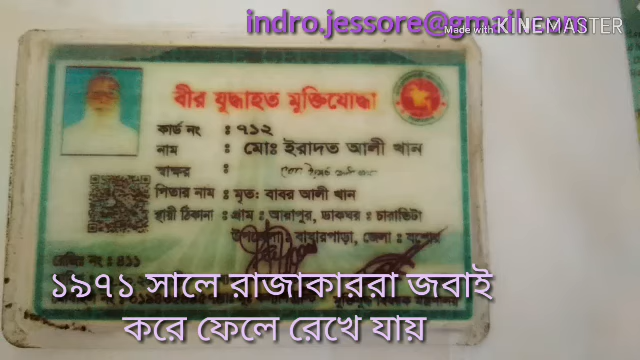 indro.jessore@gmail.com
Made with KINEMASTER
বীর যুদ্ধাহত মুক্তিযোদ্ধা
কার্ড নং : ৭১২
নাম : মোঃ ইরাদত আলী খান
স্বাক্ষর :
পিতার নাম : মৃত: বাবর আলী খান
স্থায়ী ঠিকানা : গ্রাম : আরাপুর, ডাকঘর : চারাভিটা
উপজেলা : বাঘারপাড়া, জেলা : যশোর
রেজিঃ নং : ৪১১
১৯৭১ সালে রাজাকাররা জবাই
করে ফেলে রেখে যায়